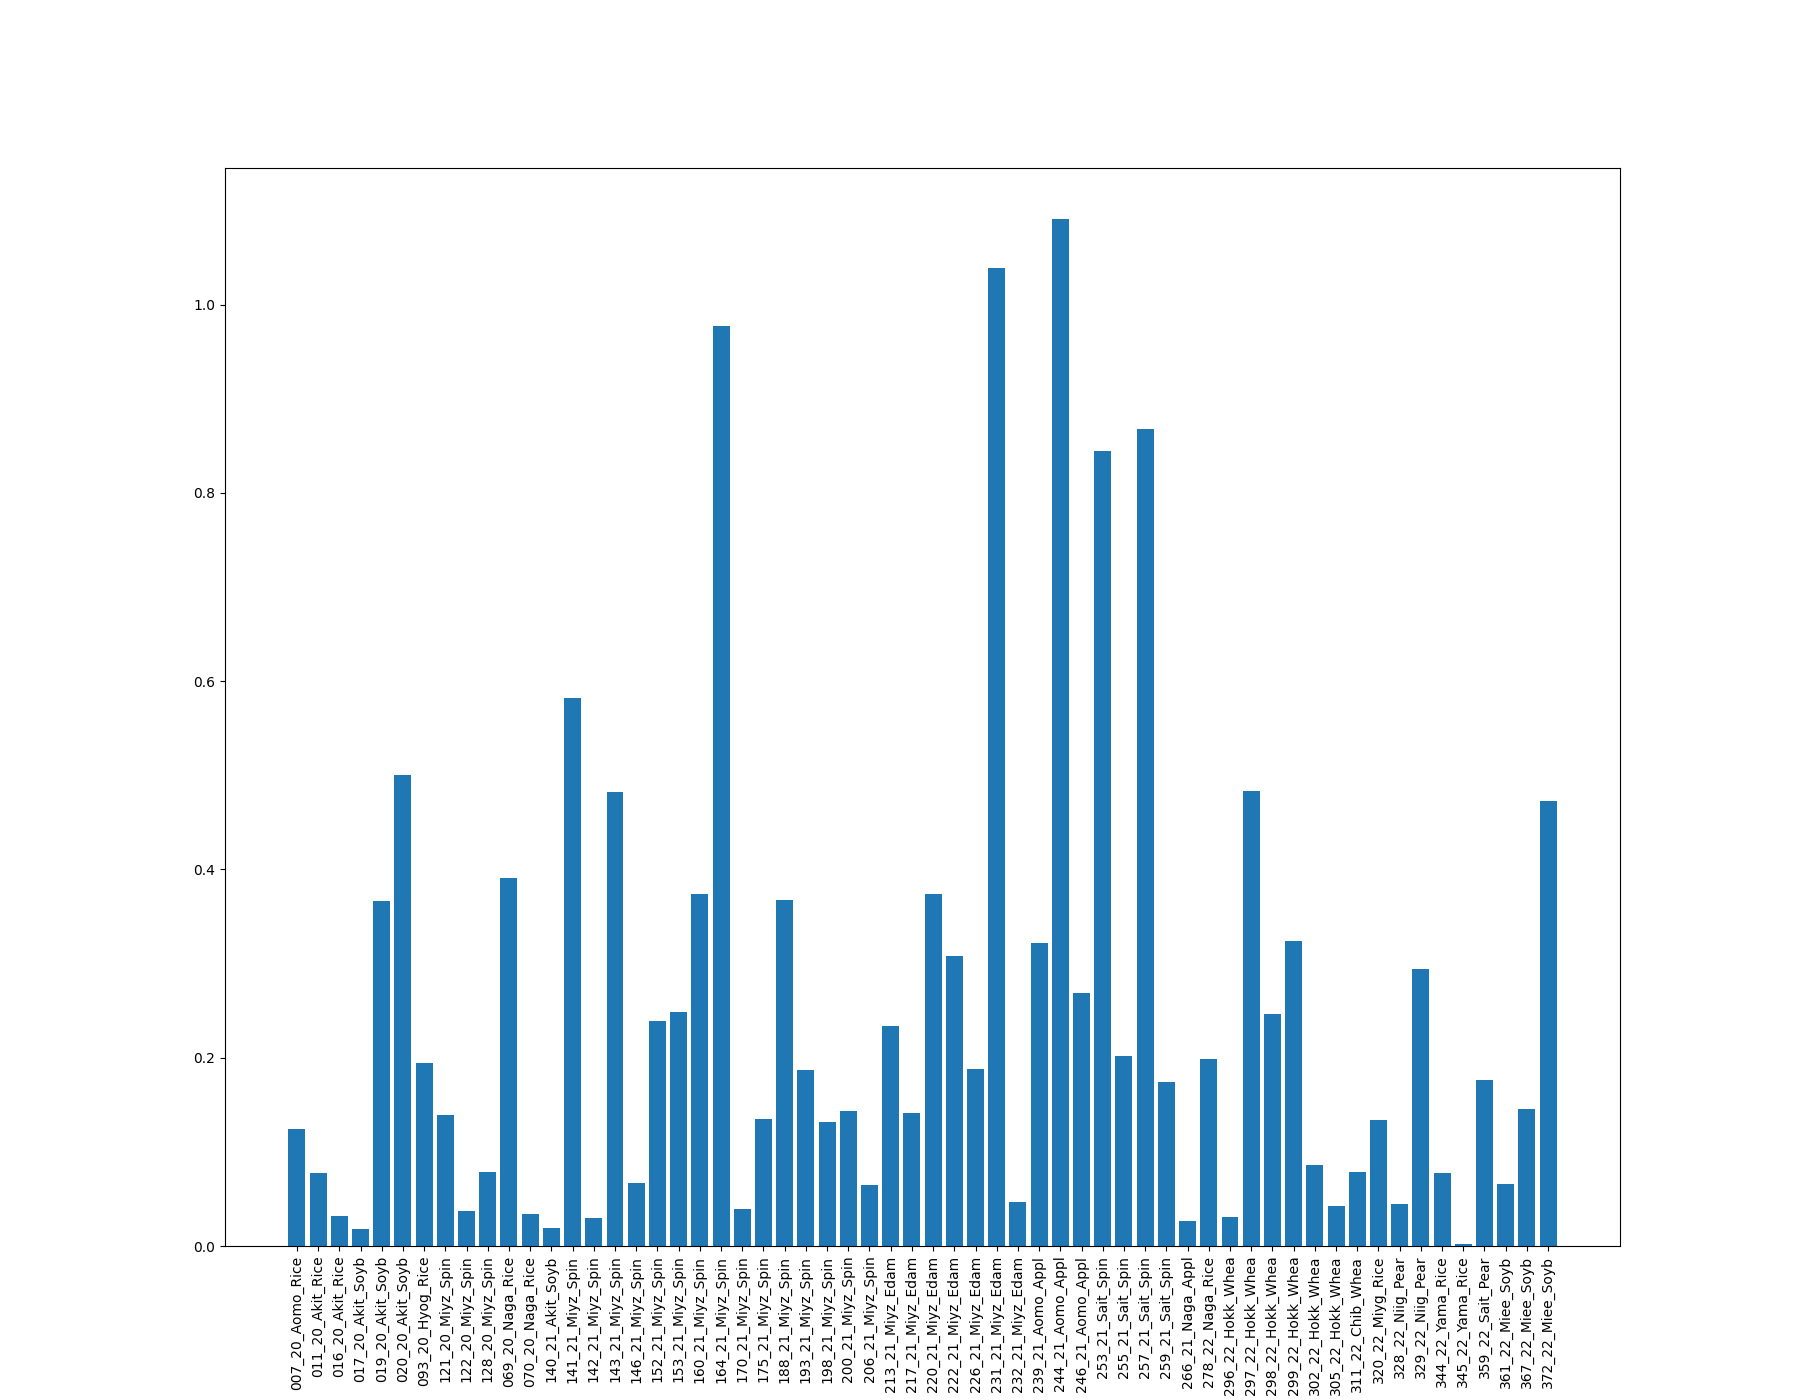 1.0
0.8
0.6
0.4
0.2
0.0
007_20_Aomo_Rice
011_20_Akit_Rice
016_20_Akit_Rice
017_20_Akit_Soyb
019_20_Akit_Soyb
020_20_Akit_Soyb
093_20_Hyog_Rice
121_20_Miyz_Spin
122_20_Miyz_Spin
128_20_Miyz_Spin
069_20_Naga_Rice
070_20_Naga_Rice
140_21_Akit_Soyb
141_21_Miyz_Spin
142_21_Miyz_Spin
143_21_Miyz_Spin
146_21_Miyz_Spin
152_21_Miyz_Spin
153_21_Miyz_Spin
160_21_Miyz_Spin
164_21_Miyz_Spin
170_21_Miyz_Spin
175_21_Miyz_Spin
188_21_Miyz_Spin
193_21_Miyz_Spin
198_21_Miyz_Spin
200_21_Miyz_Spin
206_21_Miyz_Spin
213_21_Miyz_Edam
217_21_Miyz_Edam
220_21_Miyz_Edam
222_21_Miyz_Edam
226_21_Miyz_Edam
231_21_Miyz_Edam
232_21_Miyz_Edam
239_21_Aomo_Appl
244_21_Aomo_Appl
246_21_Aomo_Appl
253_21_Sait_Spin
255_21_Sait_Spin
257_21_Sait_Spin
259_21_Sait_Spin
266_21_Naga_Appl
278_22_Naga_Rice
296_22_Hokk_Whea
297_22_Hokk_Whea
298_22_Hokk_Whea
299_22_Hokk_Whea
302_22_Hokk_Whea
305_22_Hokk_Whea
311_22_Chib_Whea
320_22_Miyg_Rice
328_22_Niig_Pear
329_22_Niig_Pear
344_22_Yama_Rice
345_22_Yama_Rice
359_22_Sait_Pear
361_22_Miee_Soyb
367_22_Miee_Soyb
372_22_Miee_Soyb